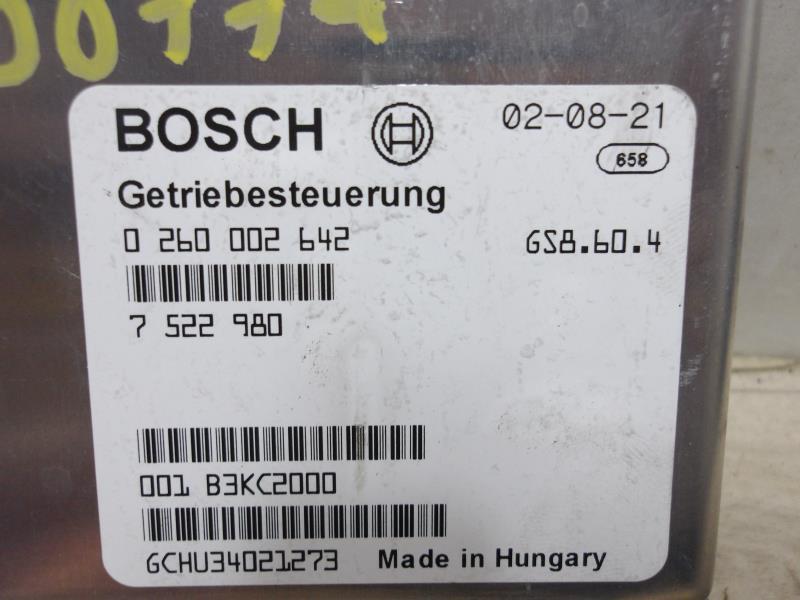 BOSCH 02-08-21
658
Getriebesteuerung
0 260 002 642 GS8.60.4
7 522 980
001 B3KC2000
GCHU34021273 Made in Hungary